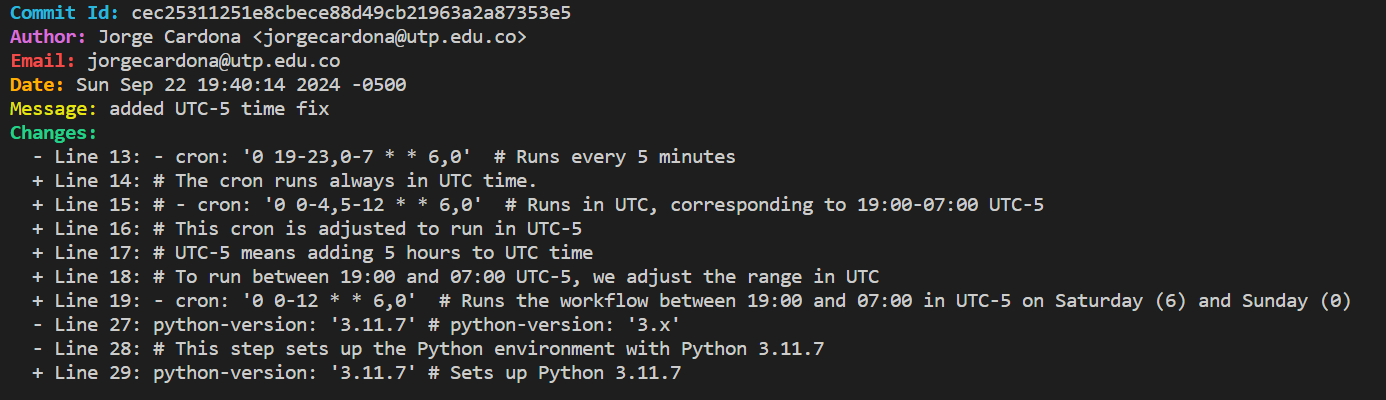 Commit Id: cec25311251e8cbece88d49cb21963a2a87353e5
Author: Jorge Cardona <jorgecardona@utp.edu.co>
Email: jorgecardona@utp.edu.co
Date: Sun Sep 22 19:40:14 2024 -0500
Message: added UTC-5 time fix
Changes:
  - Line 13: - cron: '0 19-23,0-7 * * 6,0'  # Runs every 5 minutes
  + Line 14: # The cron runs always in UTC time.
  + Line 15: # - cron: '0 0-4,5-12 * * 6,0'  # Runs in UTC, corresponding to 19:00-07:00 UTC-5
  + Line 16: # This cron is adjusted to run in UTC-5
  + Line 17: # UTC-5 means adding 5 hours to UTC time
  + Line 18: # To run between 19:00 and 07:00 UTC-5, we adjust the range in UTC
  + Line 19: - cron: '0 0-12 * * 6,0'  # Runs the workflow between 19:00 and 07:00 in UTC-5 on Saturday (6) and Sunday (0)
  - Line 27: python-version: '3.11.7' # python-version: '3.x'
  - Line 28: # This step sets up the Python environment with Python 3.11.7
  + Line 29: python-version: '3.11.7' # Sets up Python 3.11.7